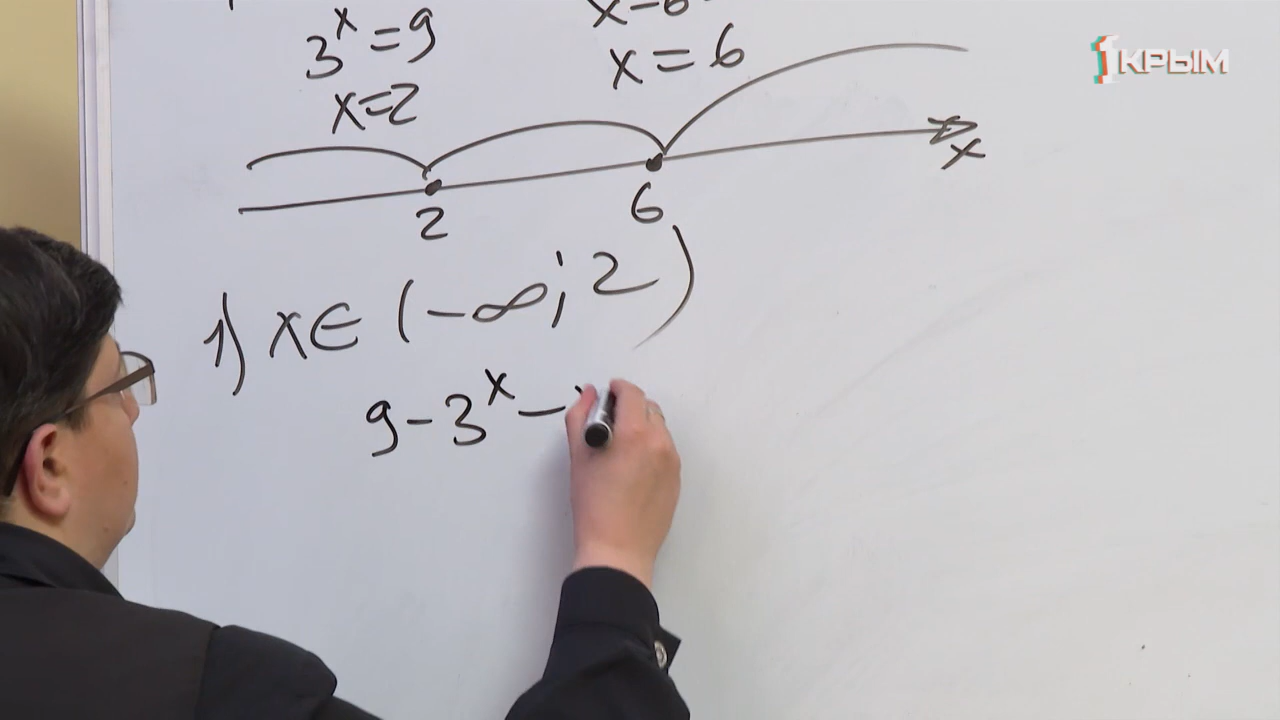 3^x = 9
x = 6
x = 2
1КРЫМ
x
2
6
1) x ∈ (-∞; 2)
9 - 3^x -